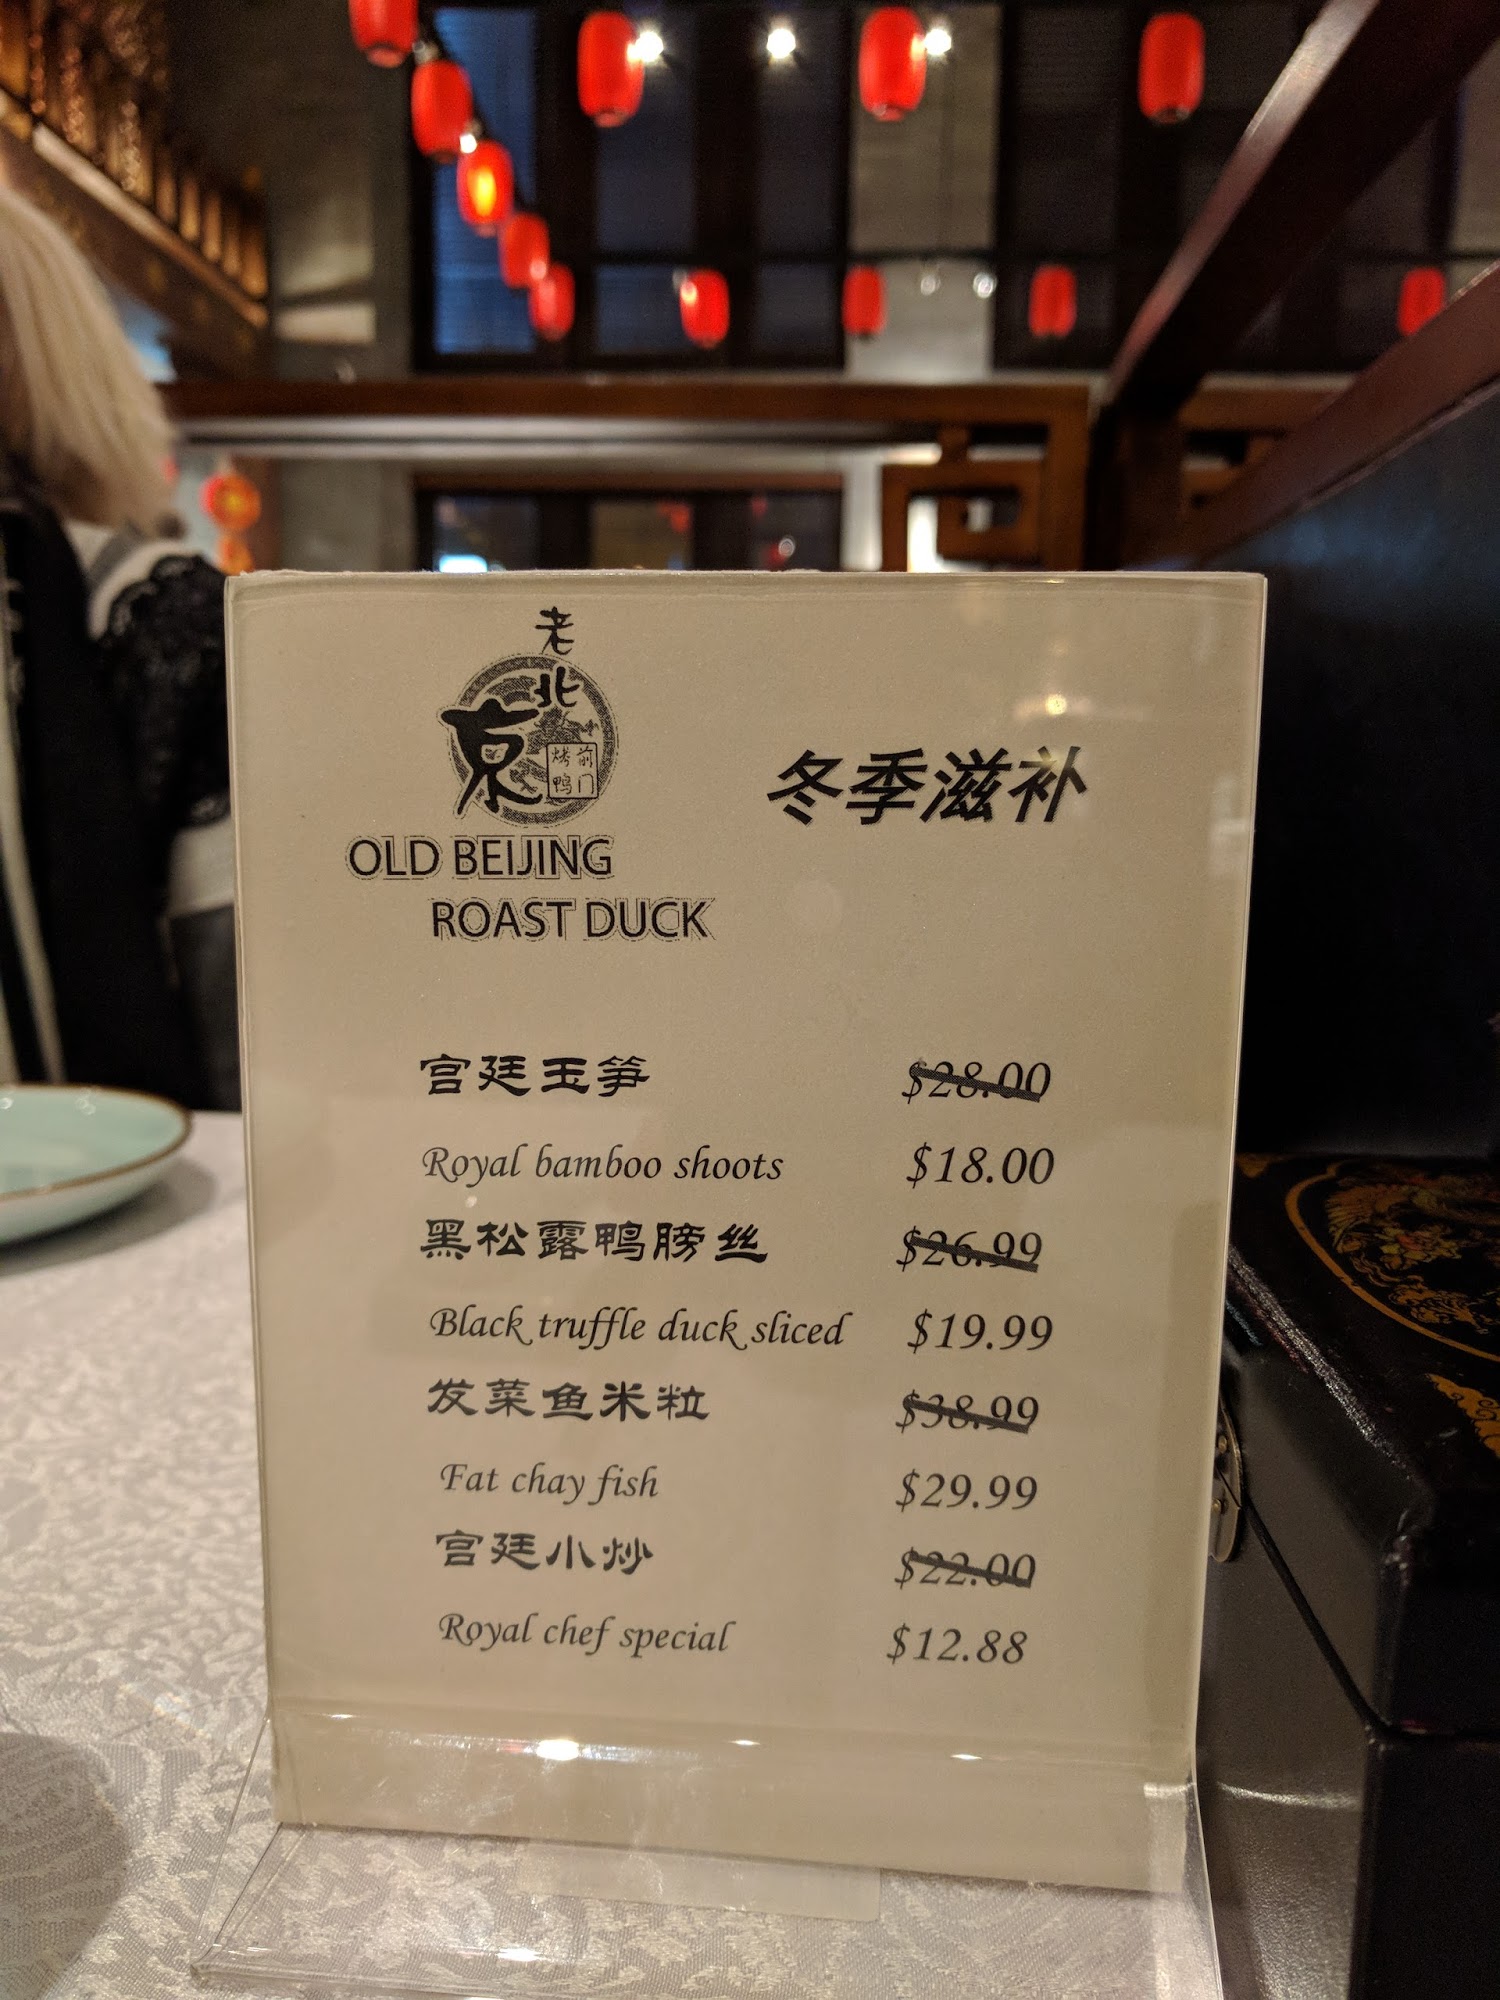 老北京
前门
烤鸭
OLD BEIJING
ROAST DUCK
冬季滋补
宫廷玉笋 $28.00
Royal bamboo shoots $18.00
黑松露鸭膀丝 $26.99
Black truffle duck sliced $19.99
发菜鱼米粒 $38.99
Fat chay fish $29.99
宫廷小炒 $22.00
Royal chef special $12.88